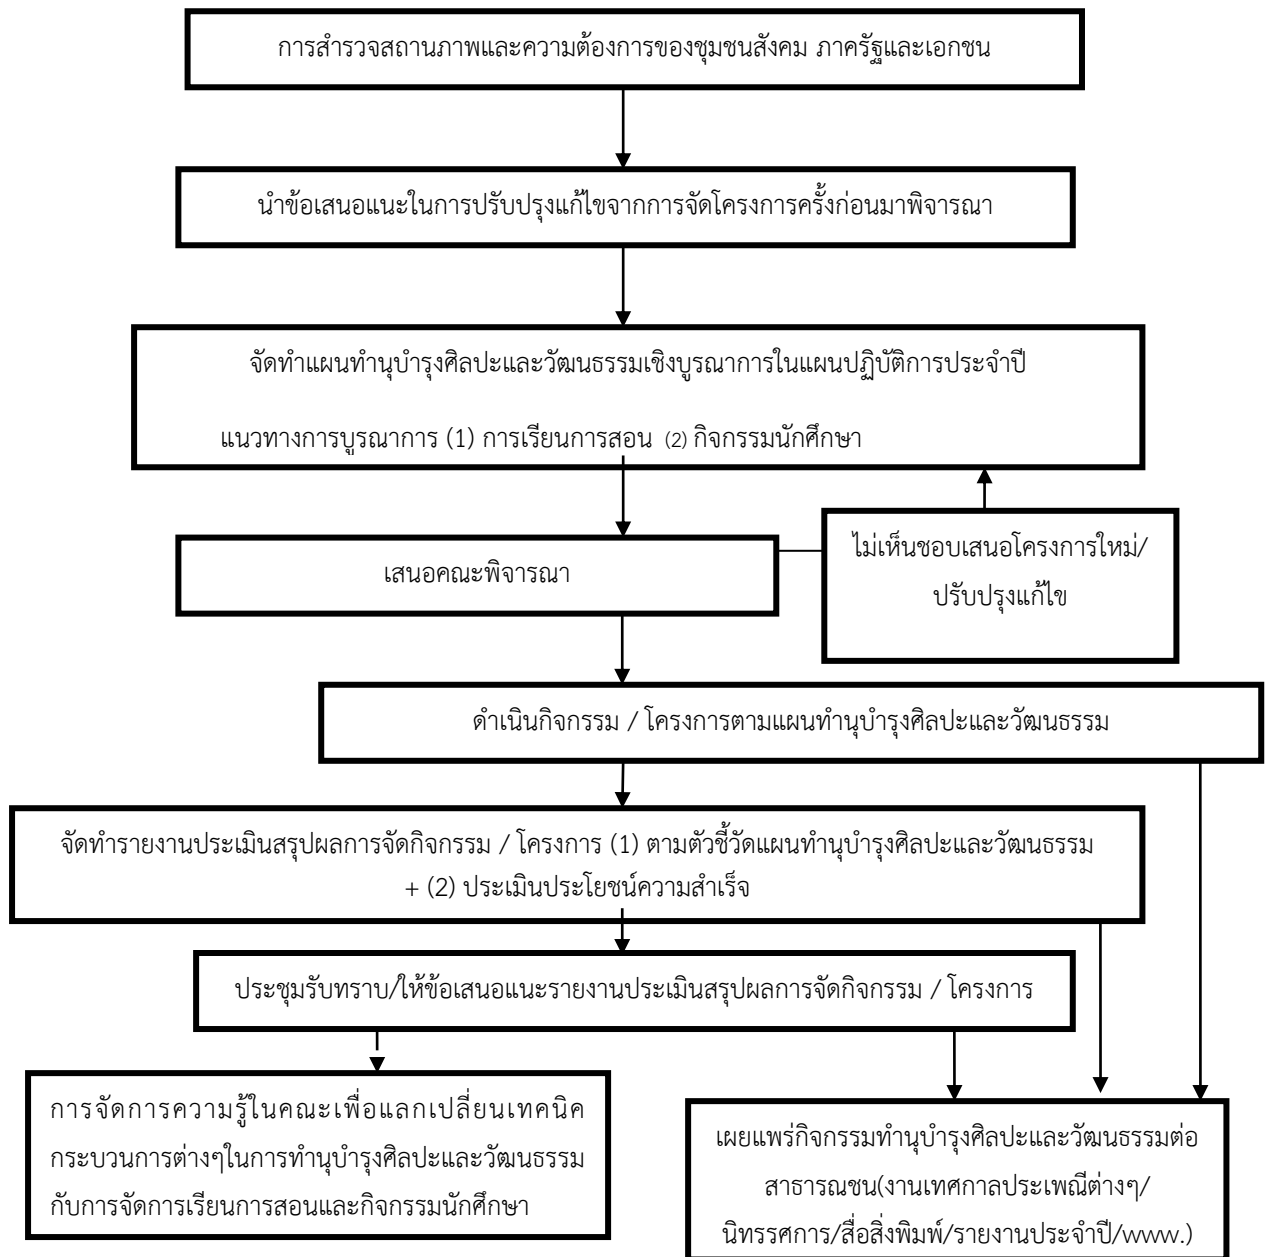 การสำรวจสถานภาพและความต้องการของชุมชนสังคม ภาครัฐและเอกชน
นำข้อเสนอแนะในการปรับปรุงแก้ไขจากการจัดโครงการครั้งก่อนมาพิจารณา
จัดทำแผนทำนุบำรุงศิลปะและวัฒนธรรมเชิงบูรณาการในแผนปฏิบัติการประจำปี
แนวทางการบูรณาการ (1) การเรียนการสอน (2) กิจกรรมนักศึกษา
เสนอคณะพิจารณา
ไม่เห็นชอบเสนอโครงการใหม่/
ปรับปรุงแก้ไข
ดำเนินกิจกรรม / โครงการตามแผนทำนุบำรุงศิลปะและวัฒนธรรม
จัดทำรายงานประเมินสรุปผลการจัดกิจกรรม / โครงการ (1) ตามตัวชี้วัดแผนทำนุบำรุงศิลปะและวัฒนธรรม
+ (2) ประเมินประโยชน์ความสำเร็จ
ประชุมรับทราบ/ให้ข้อเสนอแนะรายงานประเมินสรุปผลการจัดกิจกรรม / โครงการ
การจัดการความรู้ในคณะเพื่อแลกเปลี่ยนเทคนิค
กระบวนการต่างๆในการทำนุบำรุงศิลปะและวัฒนธรรม
กับการจัดการเรียนการสอนและกิจกรรมนักศึกษา
เผยแพร่กิจกรรมทำนุบำรุงศิลปะและวัฒนธรรมต่อ
สาธารณชน(งานเทศกาลประเพณีต่างๆ/
นิทรรศการ/สื่อสิ่งพิมพ์/รายงานประจำปี/www.)